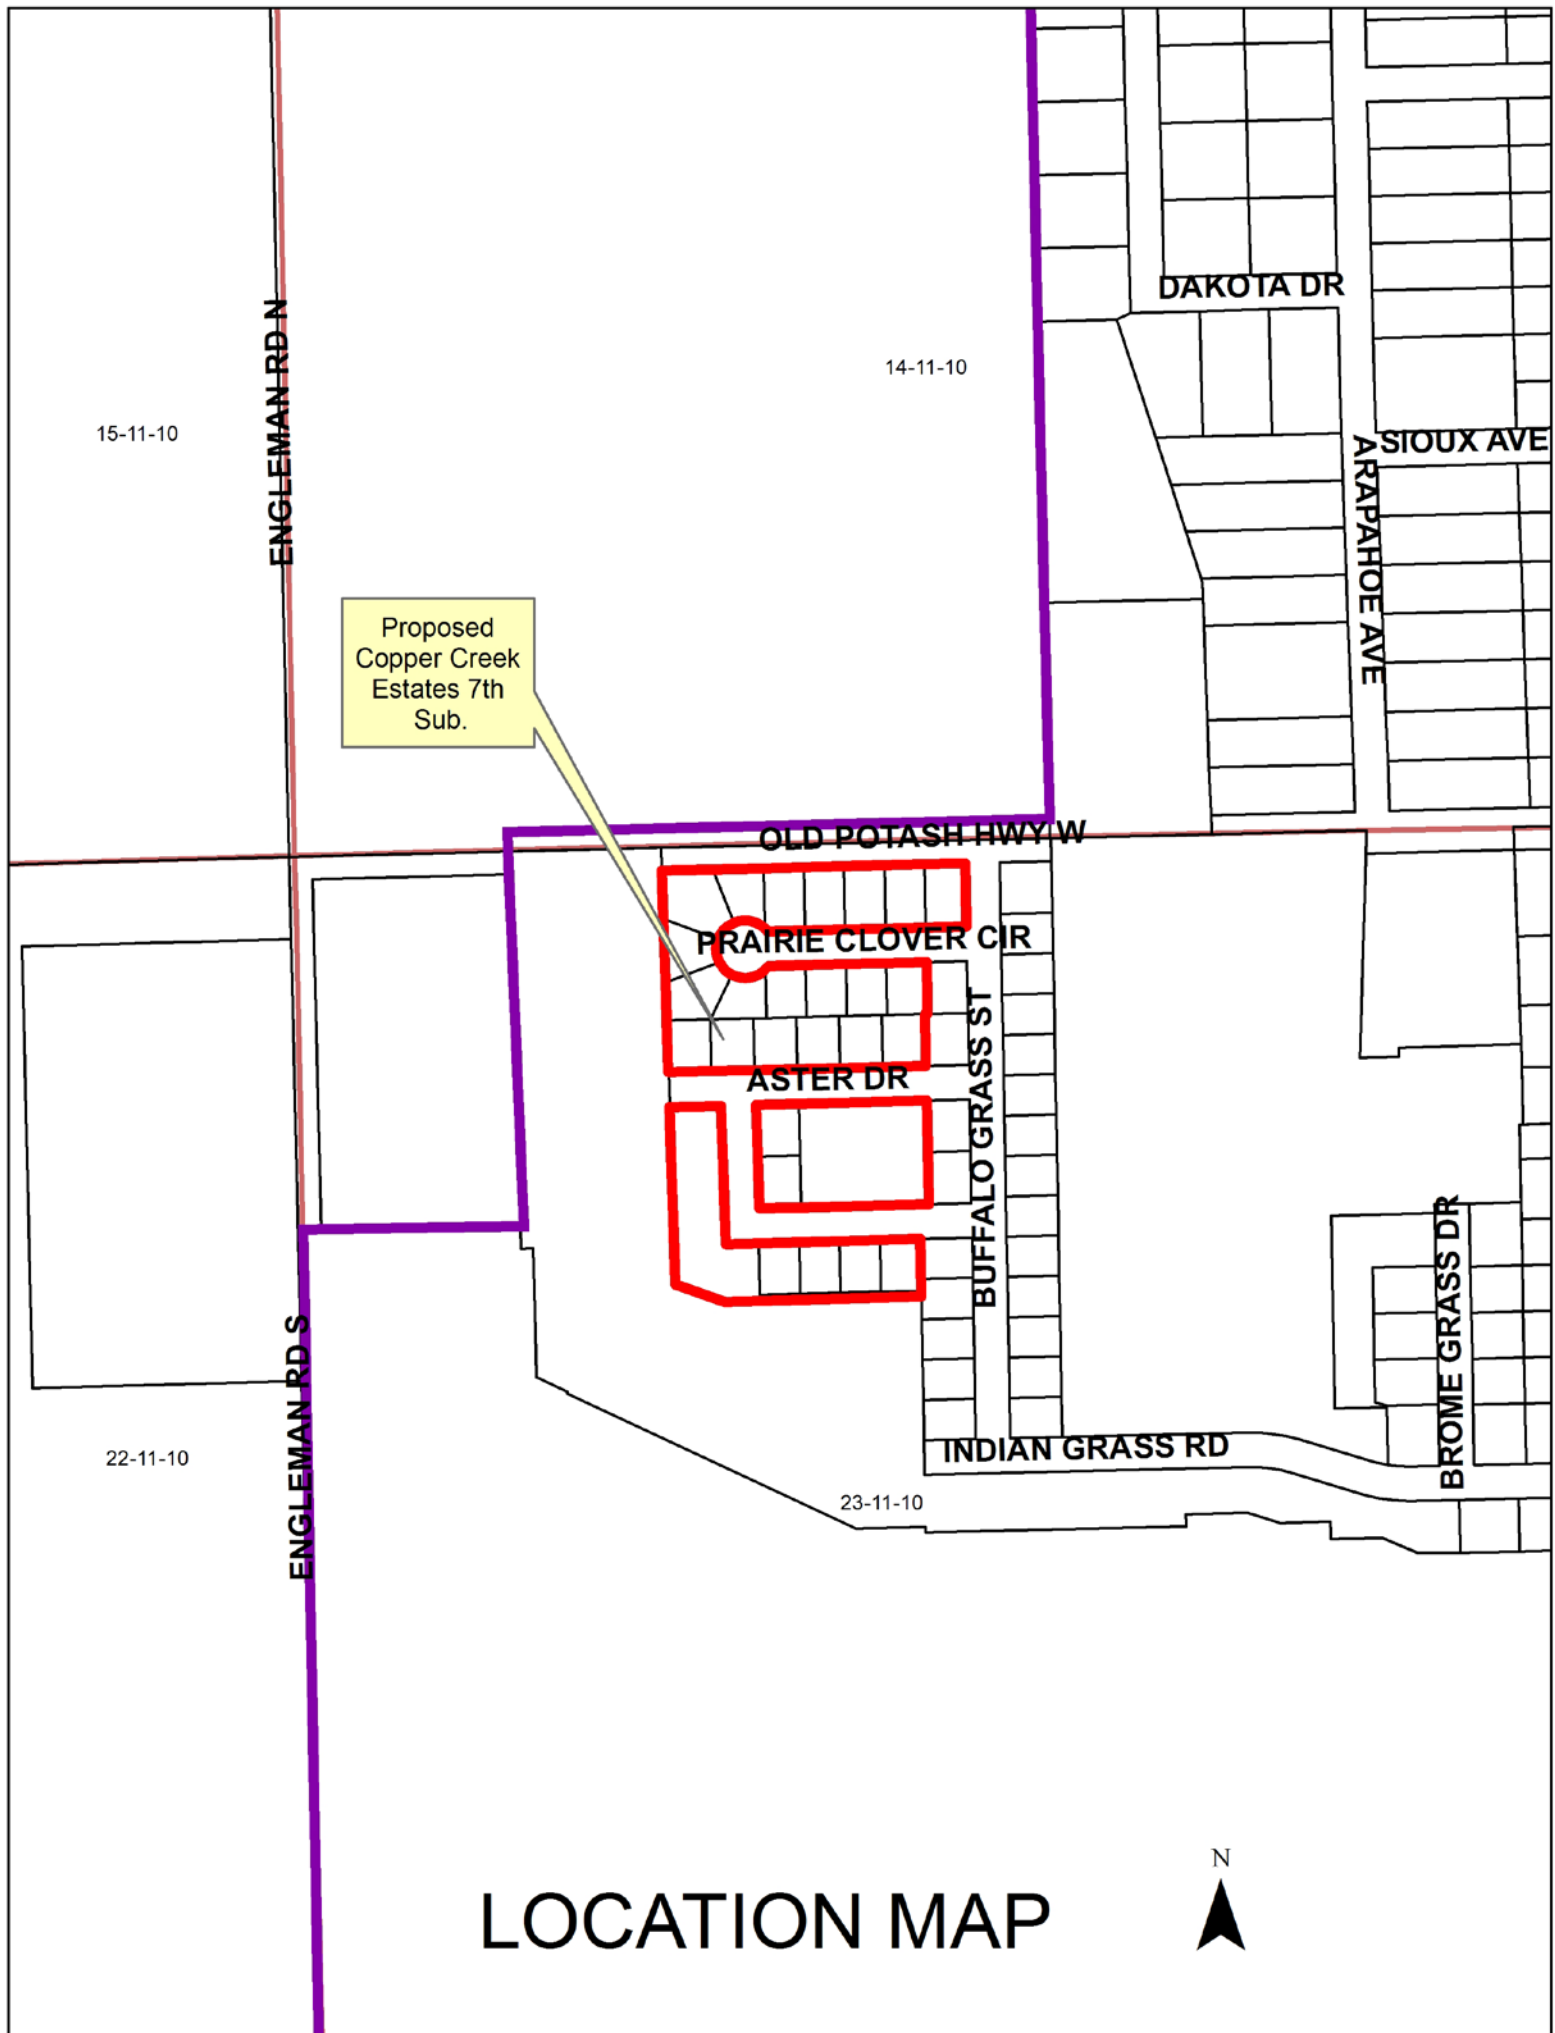 DAKOTA DR
ENGLEMAN RD N
14-11-10
15-11-10
SIOUX AVE
ARAPAHOE AVE
Proposed
Copper Creek
Estates 7th
Sub.
OLD POTASH HWY W
PRAIRIE CLOVER CIR
BUFFALO GRASS ST
ASTER DR
BROME GRASS DR
ENGLEMAN RD S
INDIAN GRASS RD
22-11-10
23-11-10
N
LOCATION MAP